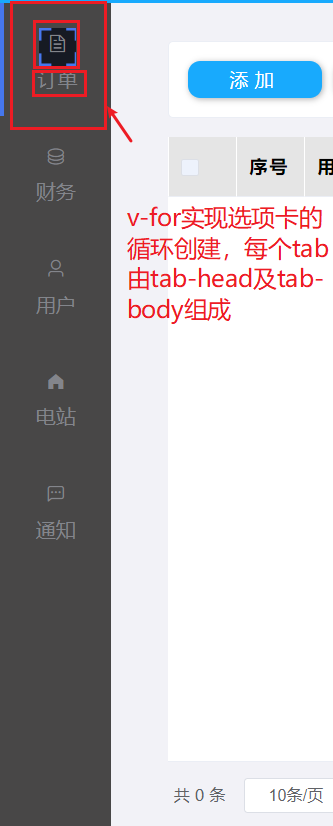 订单
财务
用户
电站
通知
添加
序号
用
v-for实现选项卡的
循环创建，每个tab
由tab-head及tab-
body组成
共 0 条
10条/页